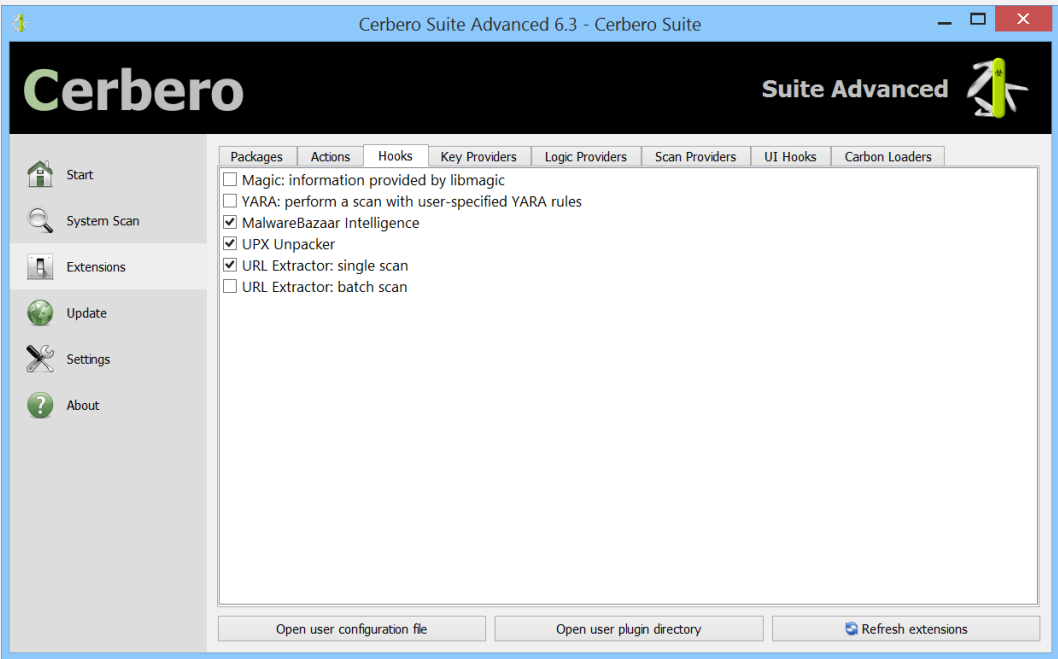 Cerbero Suite Advanced 6.3 - Cerbero Suite
Cerbero
Suite Advanced
Start
System Scan
Extensions
Update
Settings
About
Packages Actions Hooks Key Providers Logic Providers Scan Providers UI Hooks Carbon Loaders
Magic: information provided by libmagic
YARA: perform a scan with user-specified YARA rules
MalwareBazaar Intelligence
UPX Unpacker
URL Extractor: single scan
URL Extractor: batch scan
Open user configuration file Open user plugin directory Refresh extensions